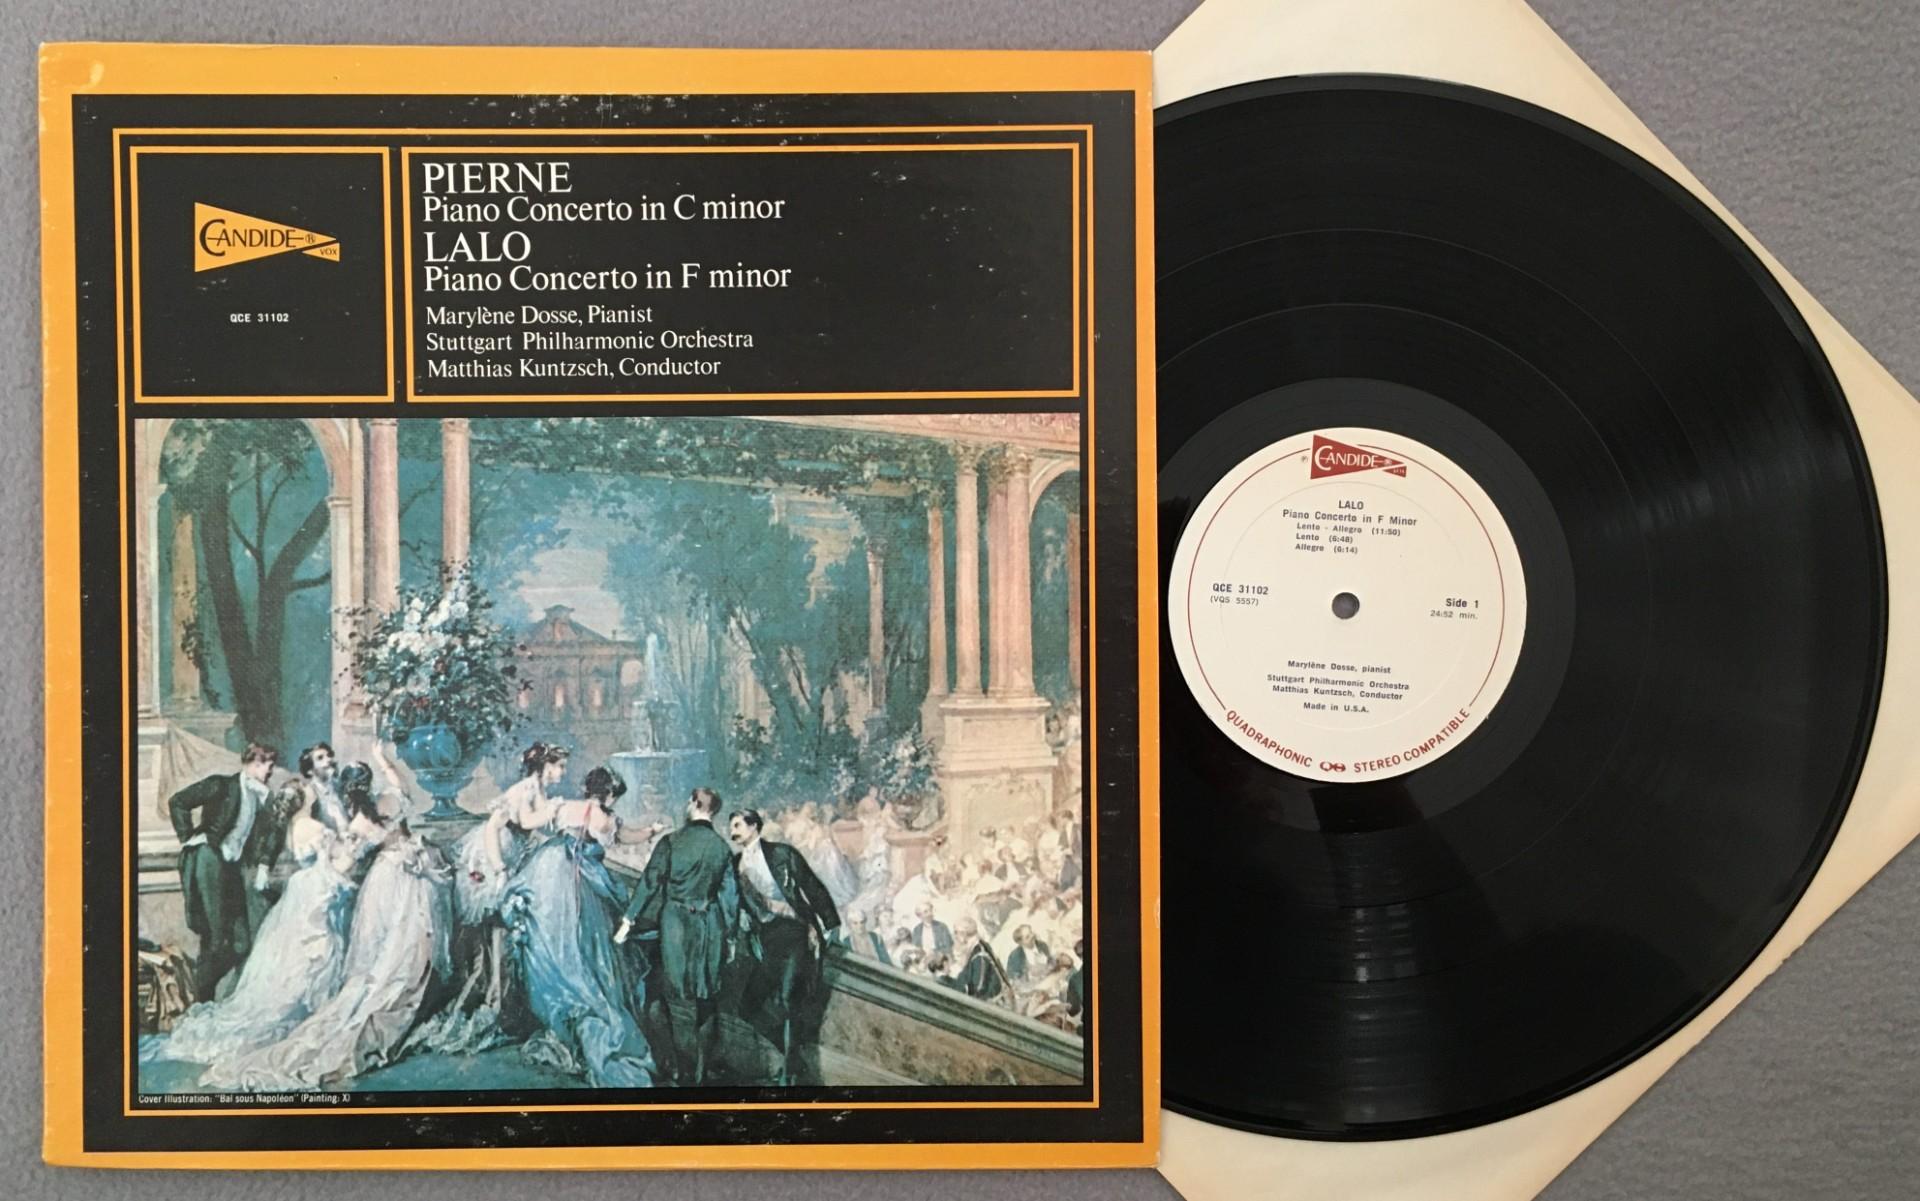 CANDIDE ®
VOX
QCE 31102
PIERNE
Piano Concerto in C minor
LALO
Piano Concerto in F minor
Marylène Dosse, Pianist
Stuttgart Philharmonic Orchestra
Matthias Kuntzsch, Conductor
Cover Illustration: "Bal sous Napoléon" (Painting: X)
CANDIDE ®
LALO
Piano Concerto in F Minor
Lento - Allegro (11:50)
Lento (6:48)
Allegro (6:14)
QCE 31102
(VQS 5557)
Side 1
24:52 min.
Marylène Dosse, pianist
Stuttgart Philharmonic Orchestra
Matthias Kuntzsch, Conductor
Made in U.S.A.
QUADRAPHONIC QS STEREO COMPATIBLE